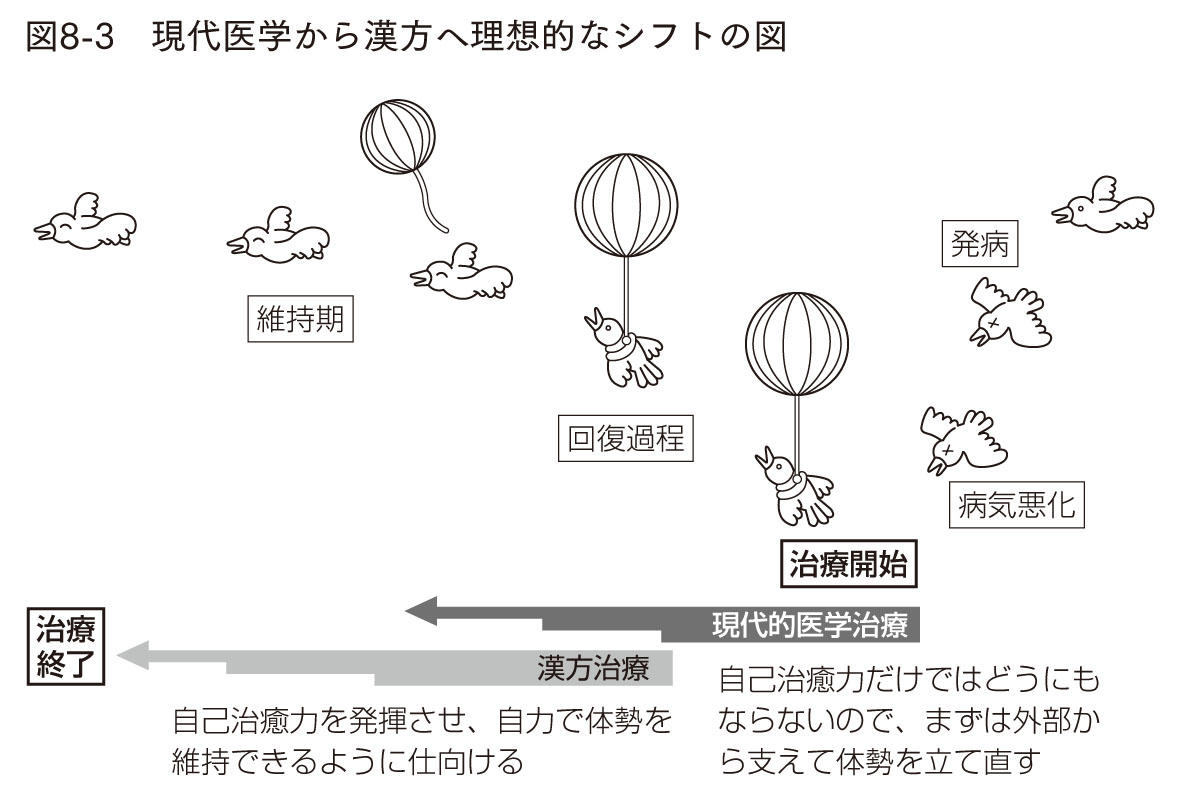 図8-3　現代医学から漢方へ理想的なシフトの図
発病
維持期
回復過程
病気悪化
治療開始
現代的医学治療
治療
終了
漢方治療
自己治癒力だけではどうにも
ならないので、まずは外部か
ら支えて体勢を立て直す
自己治癒力を発揮させ、自力で体勢を
維持できるように仕向ける